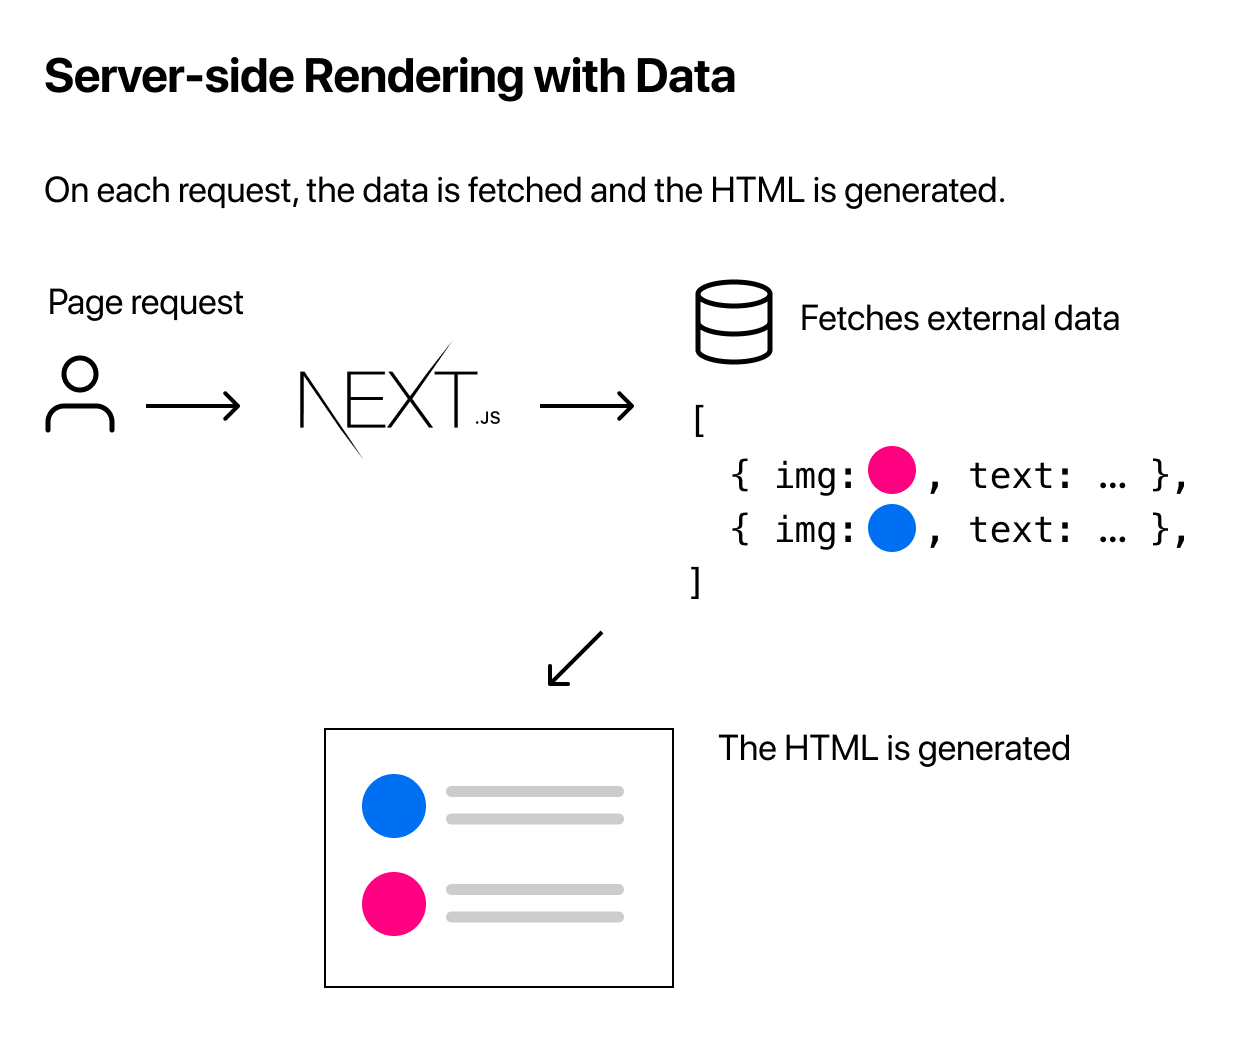 Server-side Rendering with Data
On each request, the data is fetched and the HTML is generated.
Page request
NEXT.JS
Fetches external data
[
{ img: , text: … },
{ img: , text: … },
]
The HTML is generated